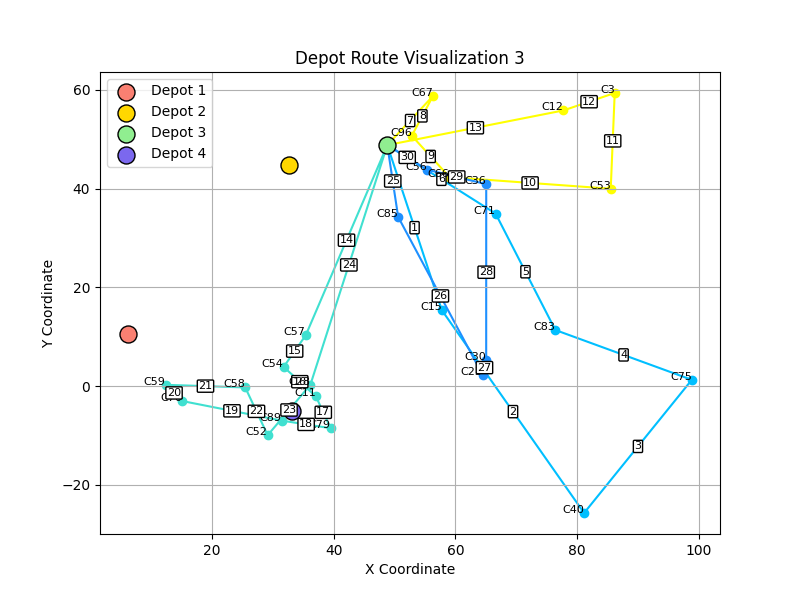 Depot Route Visualization 3
Depot 1
Depot 2
Depot 3
Depot 4
Y Coordinate
X Coordinate
60
40
20
0
−20
20
40
60
80
100
C67
C3
C12
C96
C36
C53
C71
C85
C15
C83
C30
C75
C40
C57
C54
C59
C58
C11
C89
C79
C52
1
2
3
4
5
7
8
9
10
11
12
13
14
15
17
18
19
20
21
22
23
24
25
26
27
28
29
30